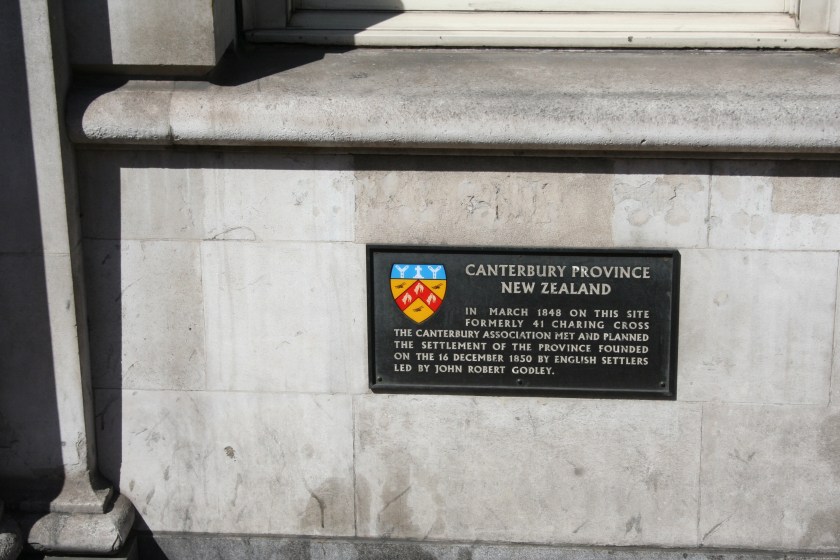 CANTERBURY PROVINCE
NEW ZEALAND
IN MARCH 1848 ON THIS SITE
FORMERLY 41 CHARING CROSS
THE CANTERBURY ASSOCIATION MET AND PLANNED
THE SETTLEMENT OF THE PROVINCE FOUNDED
ON THE 16 DECEMBER 1850 BY ENGLISH SETTLERS
LED BY JOHN ROBERT GODLEY.